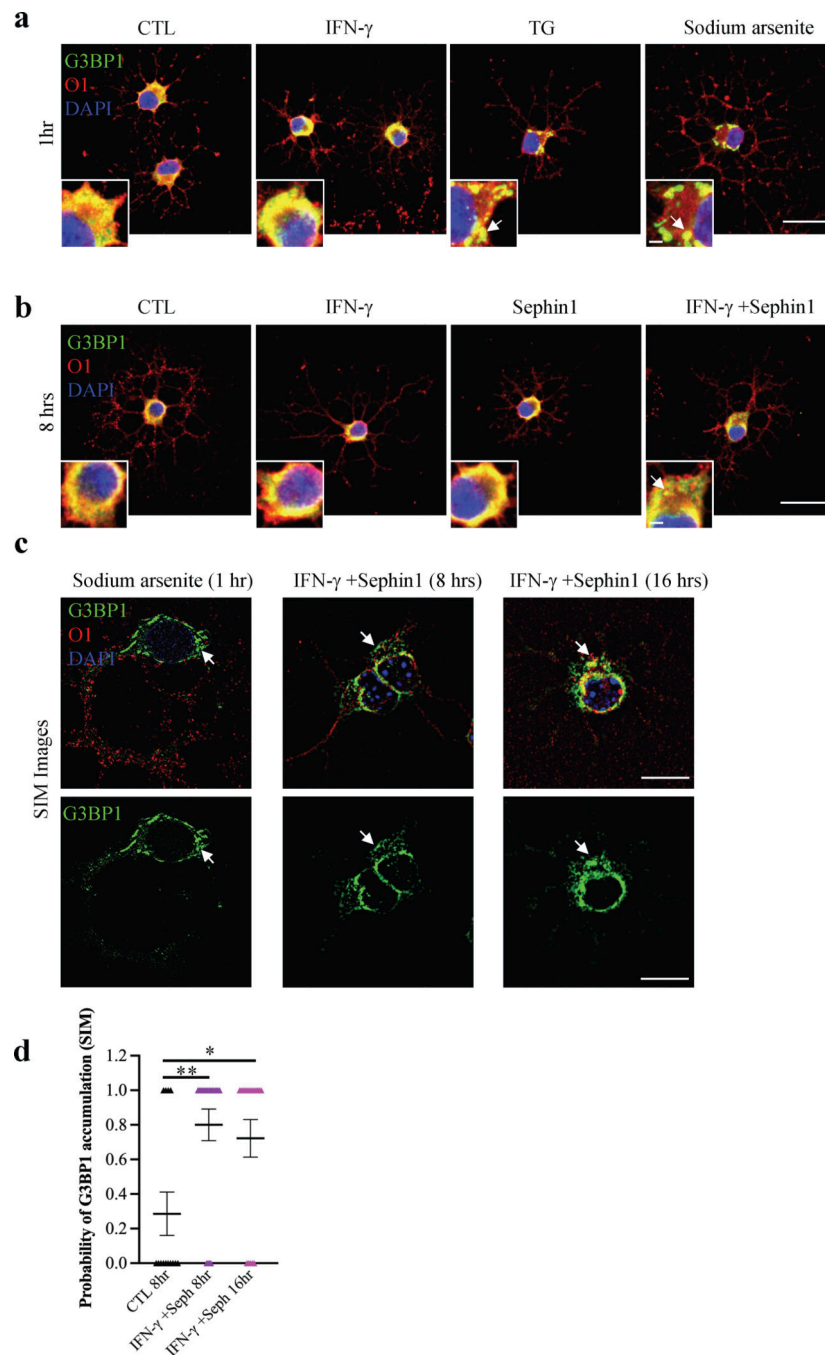 a
CTL IFN-γ TG Sodium arsenite
G3BP1
O1
DAPI
1hr
b
CTL IFN-γ Sephin1 IFN-γ +Sephin1
G3BP1
O1
DAPI
8 hrs
c
Sodium arsenite (1 hr) IFN-γ +Sephin1 (8 hrs) IFN-γ +Sephin1 (16 hrs)
G3BP1
O1
DAPI
SIM Images
G3BP1
d
Probability of G3BP1 accumulation (SIM)
*
**
1.2
1.0
0.8
0.6
0.4
0.2
0.0
CTL 8hr
IFN-γ +Seph 8hr
IFN-γ +Seph 16hr